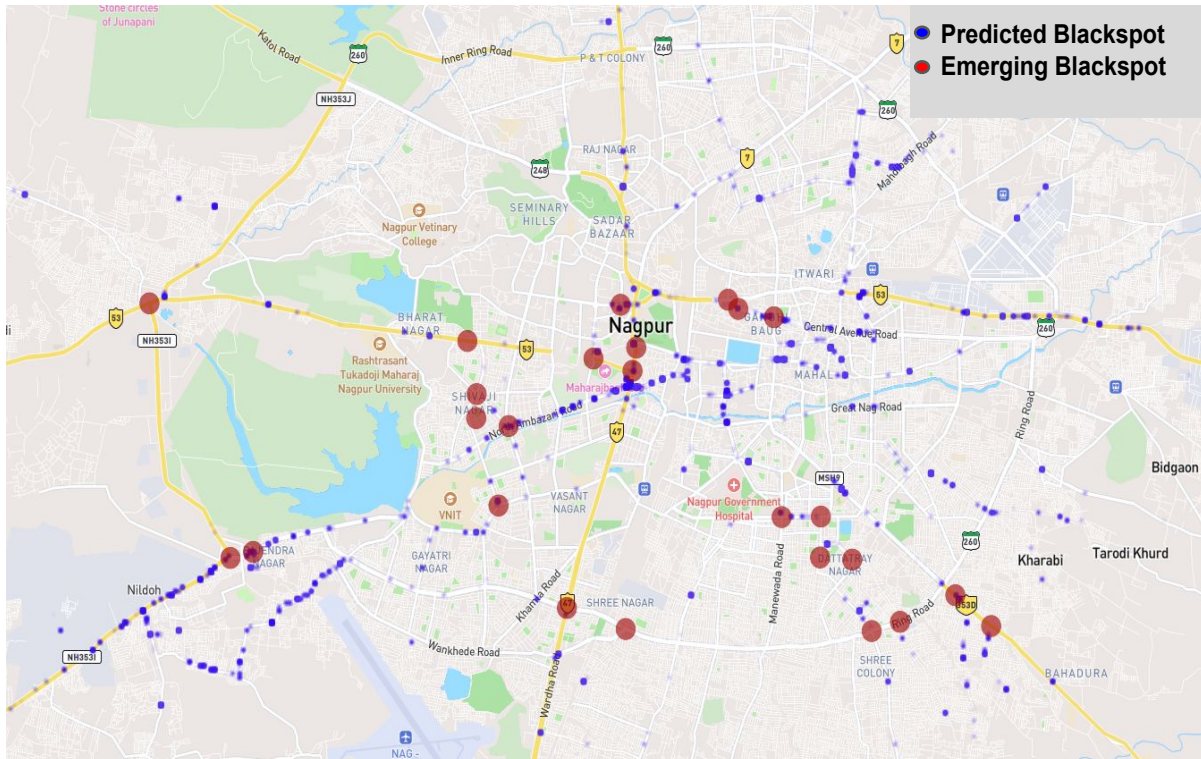 Stone circles
of Junapani
Katol Road
260
Inner Ring Road
P & T COLONY
260
7
Predicted Blackspot
Emerging Blackspot
NH353J
260
RAJ NAGAR
7
248
Mahdibagh Road
SEMINARY
HILLS
SADAR
BAZAAR
Nagpur Vetinary
College
ITWARI
53
53
BHARAT
NAGAR
Nagpur
BAUG
Central Avenue Road
260
NH353I
53
Rashtrasant
Tukadoji Maharaj
Nagpur University
MAHAL
SHIVAJI
NAGAR
North Ambazari Road
Great Nag Road
Ring Road
47
Bidgaon
MSH9
VNIT
VASANT
NAGAR
Nagpur Government
Hospital
260
GAYATRI
NAGAR
NAGAR
Manewada Road
DATTATRAY
NAGAR
Kharabi
Tarodi Khurd
Nildoh
Khamla Road
47
SHREE NAGAR
353D
Ring Road
NH353I
Wankhede Road
Wardha Road
SHREE
COLONY
BAHADURA
NAG -